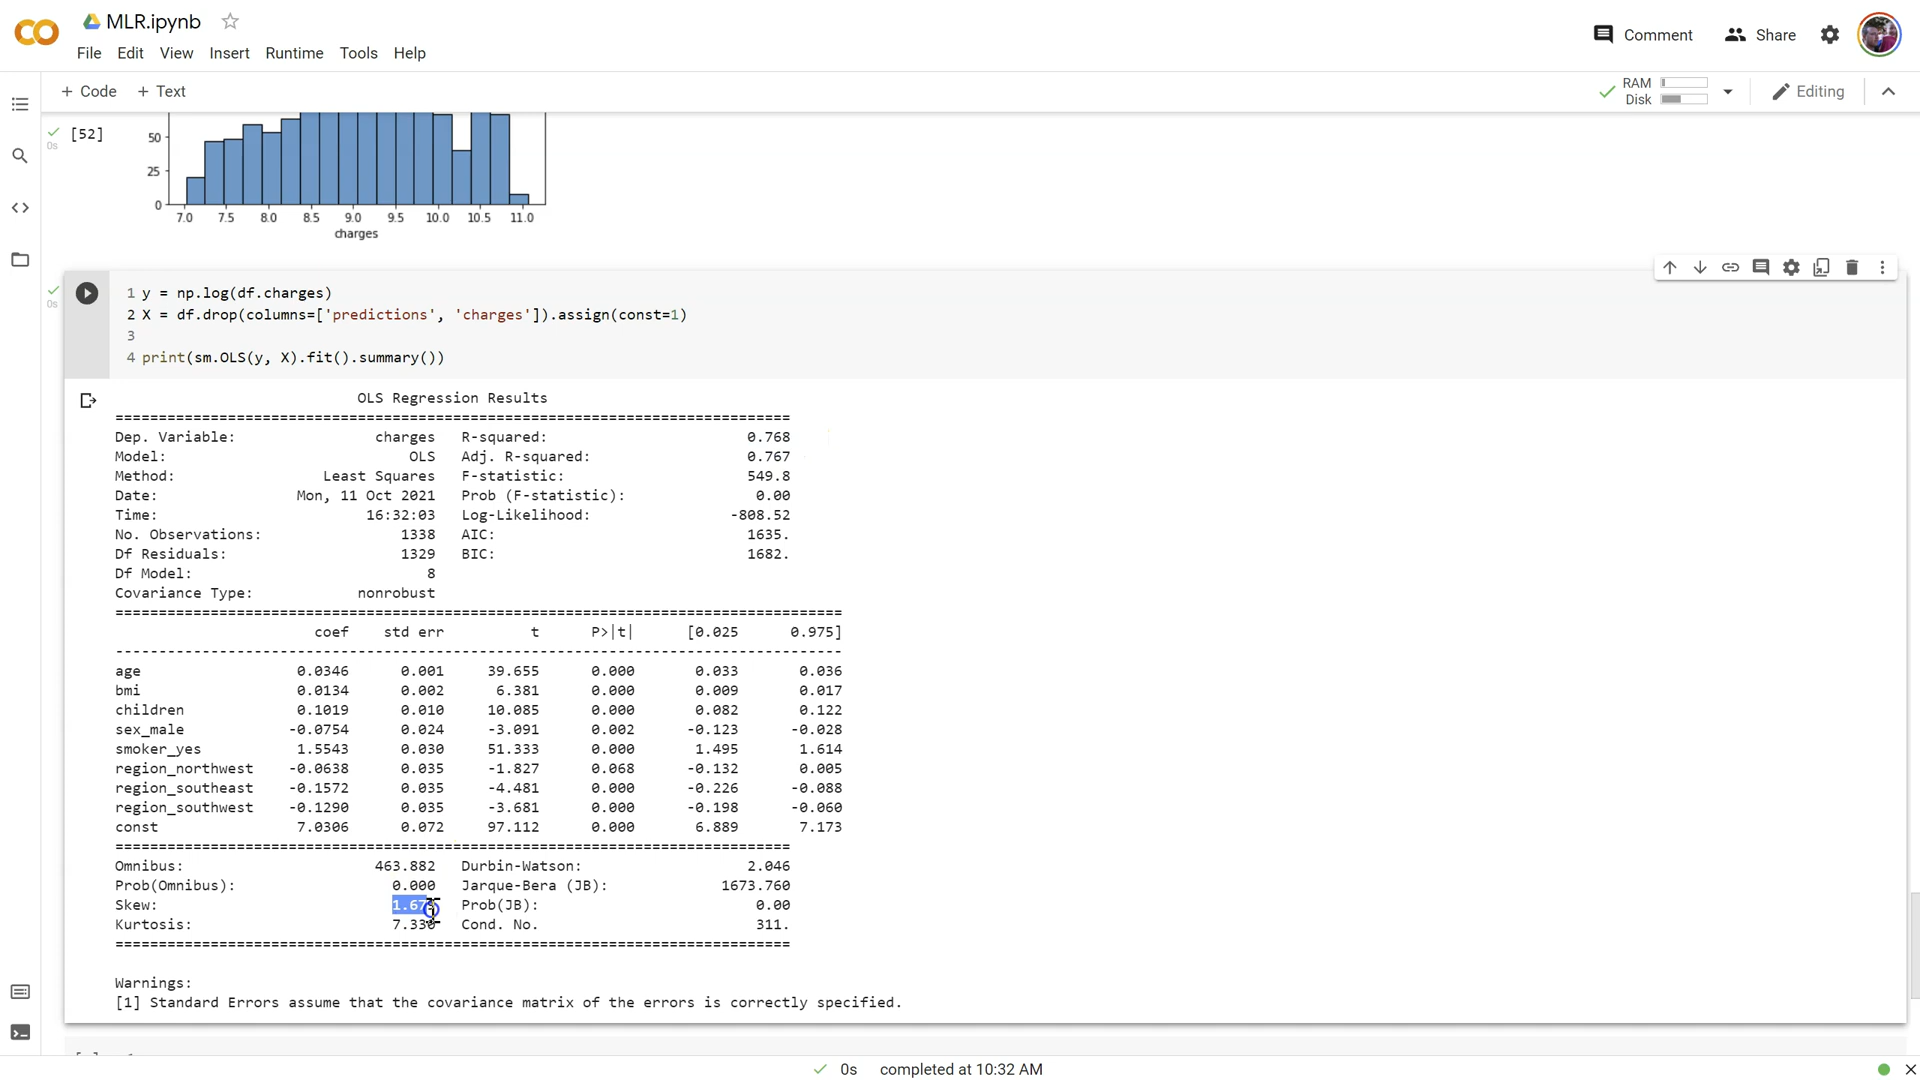 MLR.ipynb
File Edit View Insert Runtime Tools Help
Comment Share
+ Code + Text
RAM
Disk
Editing
[52]
50
25
0
7.0 7.5 8.0 8.5 9.0 9.5 10.0 10.5 11.0
charges
0s
0s
1 y = np.log(df.charges)
2 X = df.drop(columns=['predictions', 'charges']).assign(const=1)
3
4 print(sm.OLS(y, X).fit().summary())
OLS Regression Results
==============================================================================
Dep. Variable: charges R-squared: 0.768
Model: OLS Adj. R-squared: 0.767
Method: Least Squares F-statistic: 549.8
Date: Mon, 11 Oct 2021 Prob (F-statistic): 0.00
Time: 16:32:03 Log-Likelihood: -808.52
No. Observations: 1338 AIC: 1635.
Df Residuals: 1329 BIC: 1682.
Df Model: 8
Covariance Type: nonrobust
====================================================================================
coef std err t P>|t| [0.025 0.975]
------------------------------------------------------------------------------------
age 0.0346 0.001 39.655 0.000 0.033 0.036
bmi 0.0134 0.002 6.381 0.000 0.009 0.017
children 0.1019 0.010 10.085 0.000 0.082 0.122
sex_male -0.0754 0.024 -3.091 0.002 -0.123 -0.028
smoker_yes 1.5543 0.030 51.333 0.000 1.495 1.614
region_northwest -0.0638 0.035 -1.827 0.068 -0.132 0.005
region_southeast -0.1572 0.035 -4.481 0.000 -0.226 -0.088
region_southwest -0.1290 0.035 -3.681 0.000 -0.198 -0.060
const 7.0306 0.072 97.112 0.000 6.889 7.173
==============================================================================
Omnibus: 463.882 Durbin-Watson: 2.046
Prob(Omnibus): 0.000 Jarque-Bera (JB): 1673.760
Skew: Prob(JB): 0.00
Kurtosis: Cond. No. 311.
==============================================================================
Warnings:
[1] Standard Errors assume that the covariance matrix of the errors is correctly specified.
0s completed at 10:32 AM